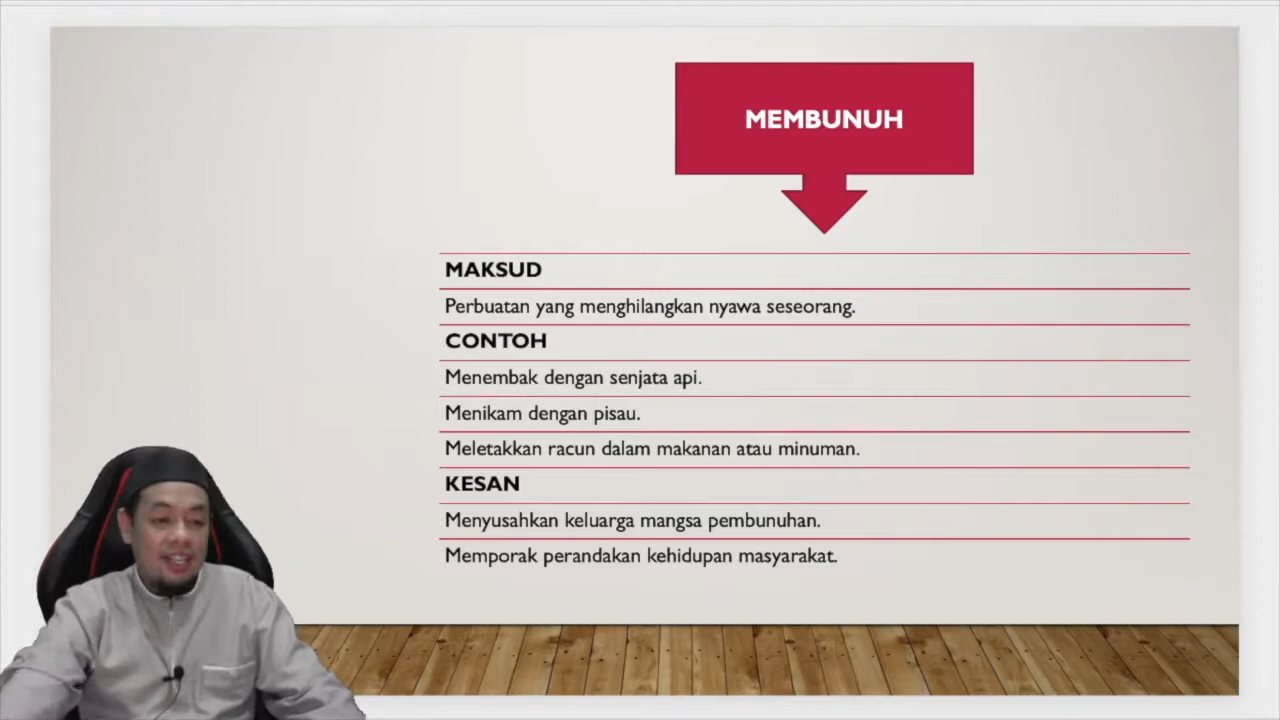 MEMBUNUH
MAKSUD
Perbuatan yang menghilangkan nyawa seseorang.
CONTOH
Menembak dengan senjata api.
Menikam dengan pisau.
Meletakkan racun dalam makanan atau minuman.
KESAN
Menyusahkan keluarga mangsa pembunuhan.
Memporak perandakan kehidupan masyarakat.